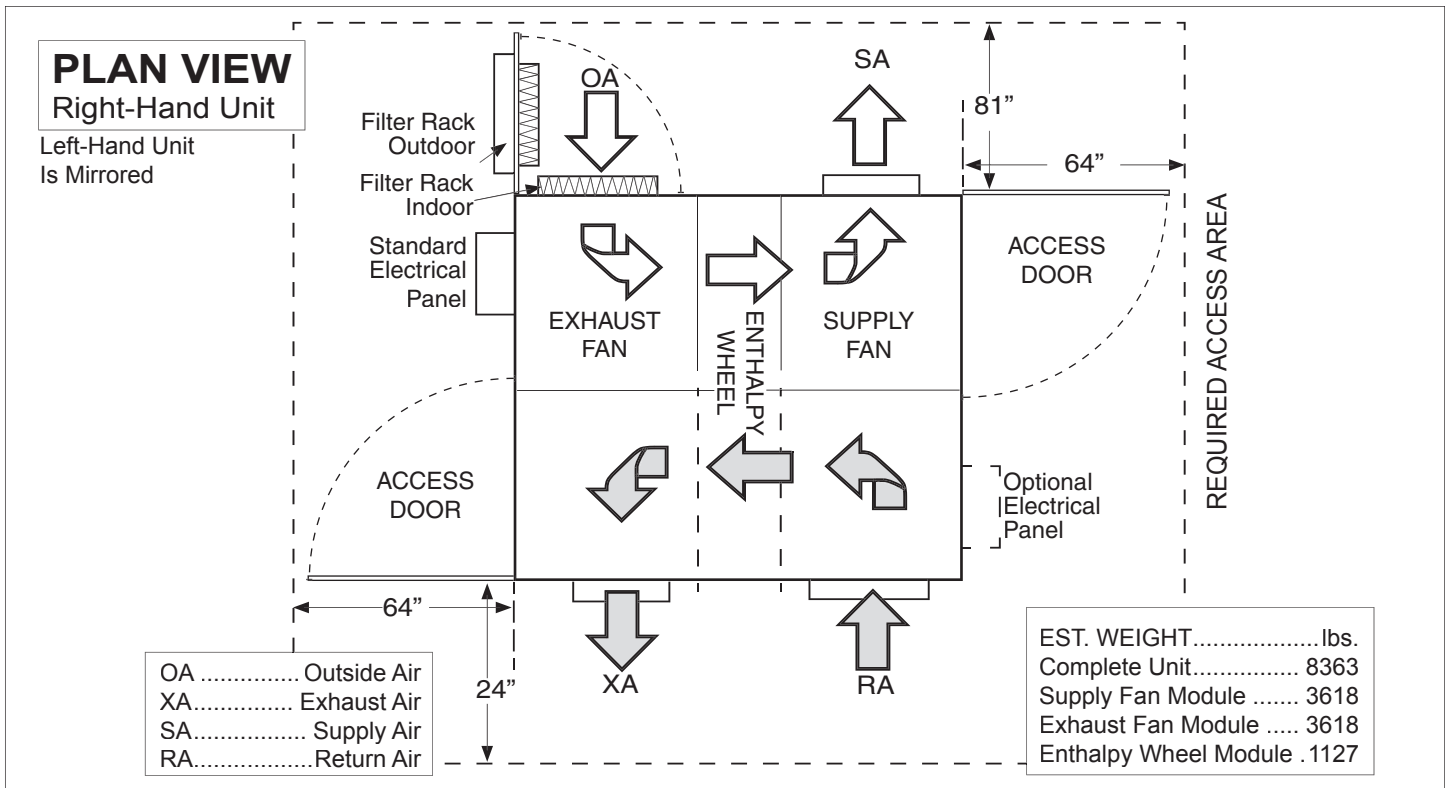 PLAN VIEW
Right-Hand Unit
Left-Hand Unit
Is Mirrored
Filter Rack
Outdoor
Filter Rack
Indoor
Standard
Electrical
Panel
OA
SA
81”
64”
ACCESS
DOOR
REQUIRED ACCESS AREA
EXHAUST
FAN
ENTHALPY
WHEEL
SUPPLY
FAN
ACCESS
DOOR
Optional
Electrical
Panel
64”
24”
XA
RA
OA ............... Outside Air
XA............... Exhaust Air
SA................. Supply Air
RA................Return Air
EST. WEIGHT...................lbs.
Complete Unit................ 8363
Supply Fan Module ....... 3618
Exhaust Fan Module ..... 3618
Enthalpy Wheel Module . 1127